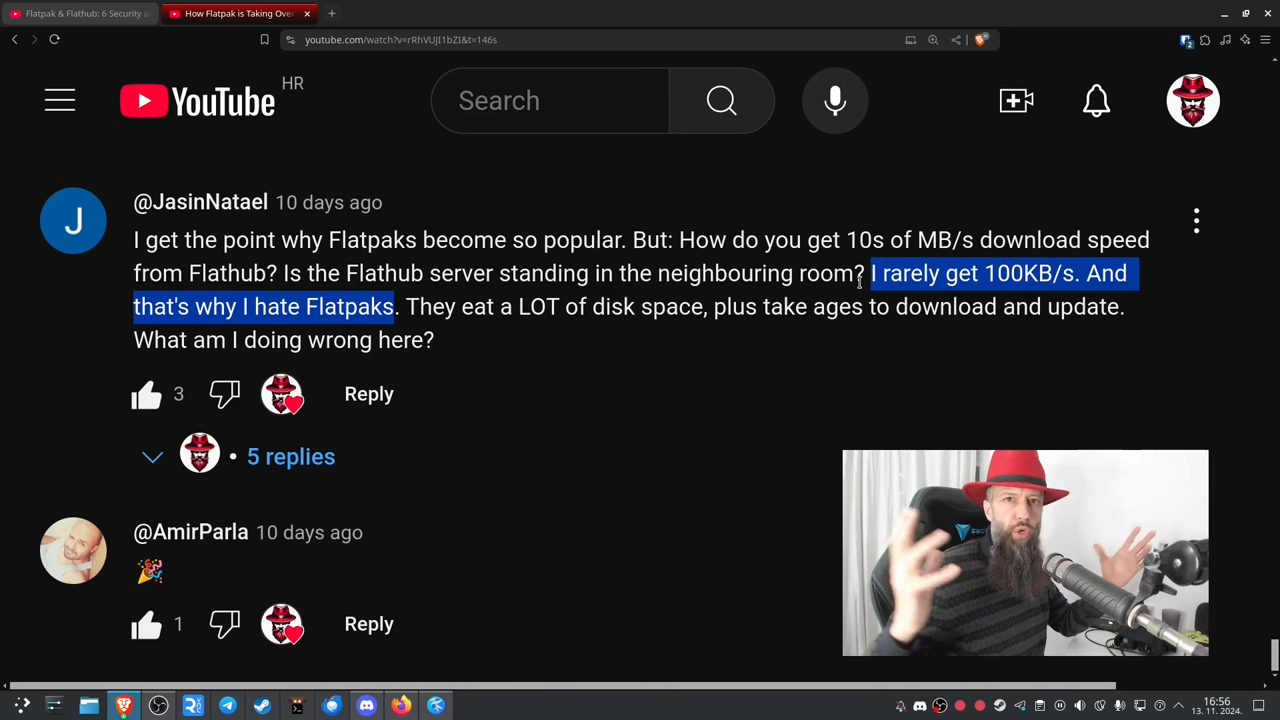 Flatpak & Flathub: 6 Security a
How Flatpak is Taking Over
youtube.com/watch?v=rRhVUJI1bZI&t=146s
YouTube HR
Search
@JasinNatael 10 days ago
I get the point why Flatpaks become so popular. But: How do you get 10s of MB/s download speed
from Flathub? Is the Flathub server standing in the neighbouring room? I rarely get 100KB/s. And
that's why I hate Flatpaks. They eat a LOT of disk space, plus take ages to download and update.
What am I doing wrong here?
3 Reply
J
5 replies
@AmirParla 10 days ago
🎉
1 Reply
16:56
13. 11. 2024.